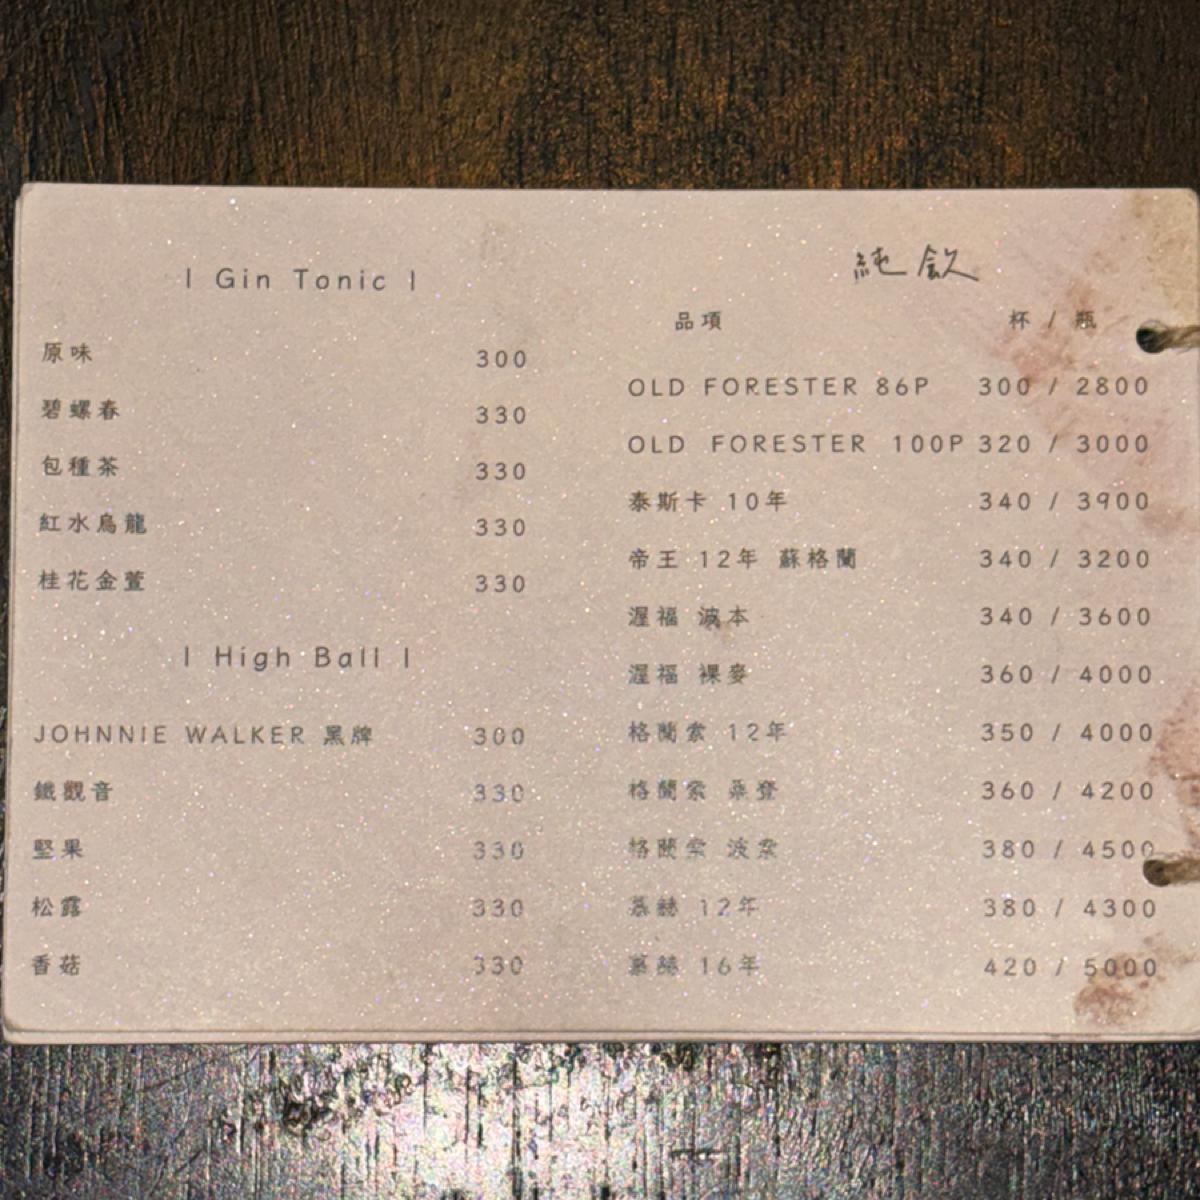 | Gin Tonic |
原味 300
碧螺春 330
包種茶 330
紅水烏龍 330
桂花金萱 330
| High Ball |
JOHNNIE WALKER 黑牌 300
鐵觀音 330
堅果 330
松露 330
香菇 330
純飲
品項 杯 / 瓶
OLD FORESTER 86P 300 / 2800
OLD FORESTER 100P 320 / 3000
泰斯卡 10年 340 / 3900
帝王 12年 蘇格蘭 340 / 3200
渥福 波本 340 / 3600
渥福 裸麥 360 / 4000
格蘭索 12年 350 / 4000
格蘭索 桑登 360 / 4200
格蘭索 波索 380 / 4500
慕赫 12年 380 / 4300
慕赫 16年 420 / 5000